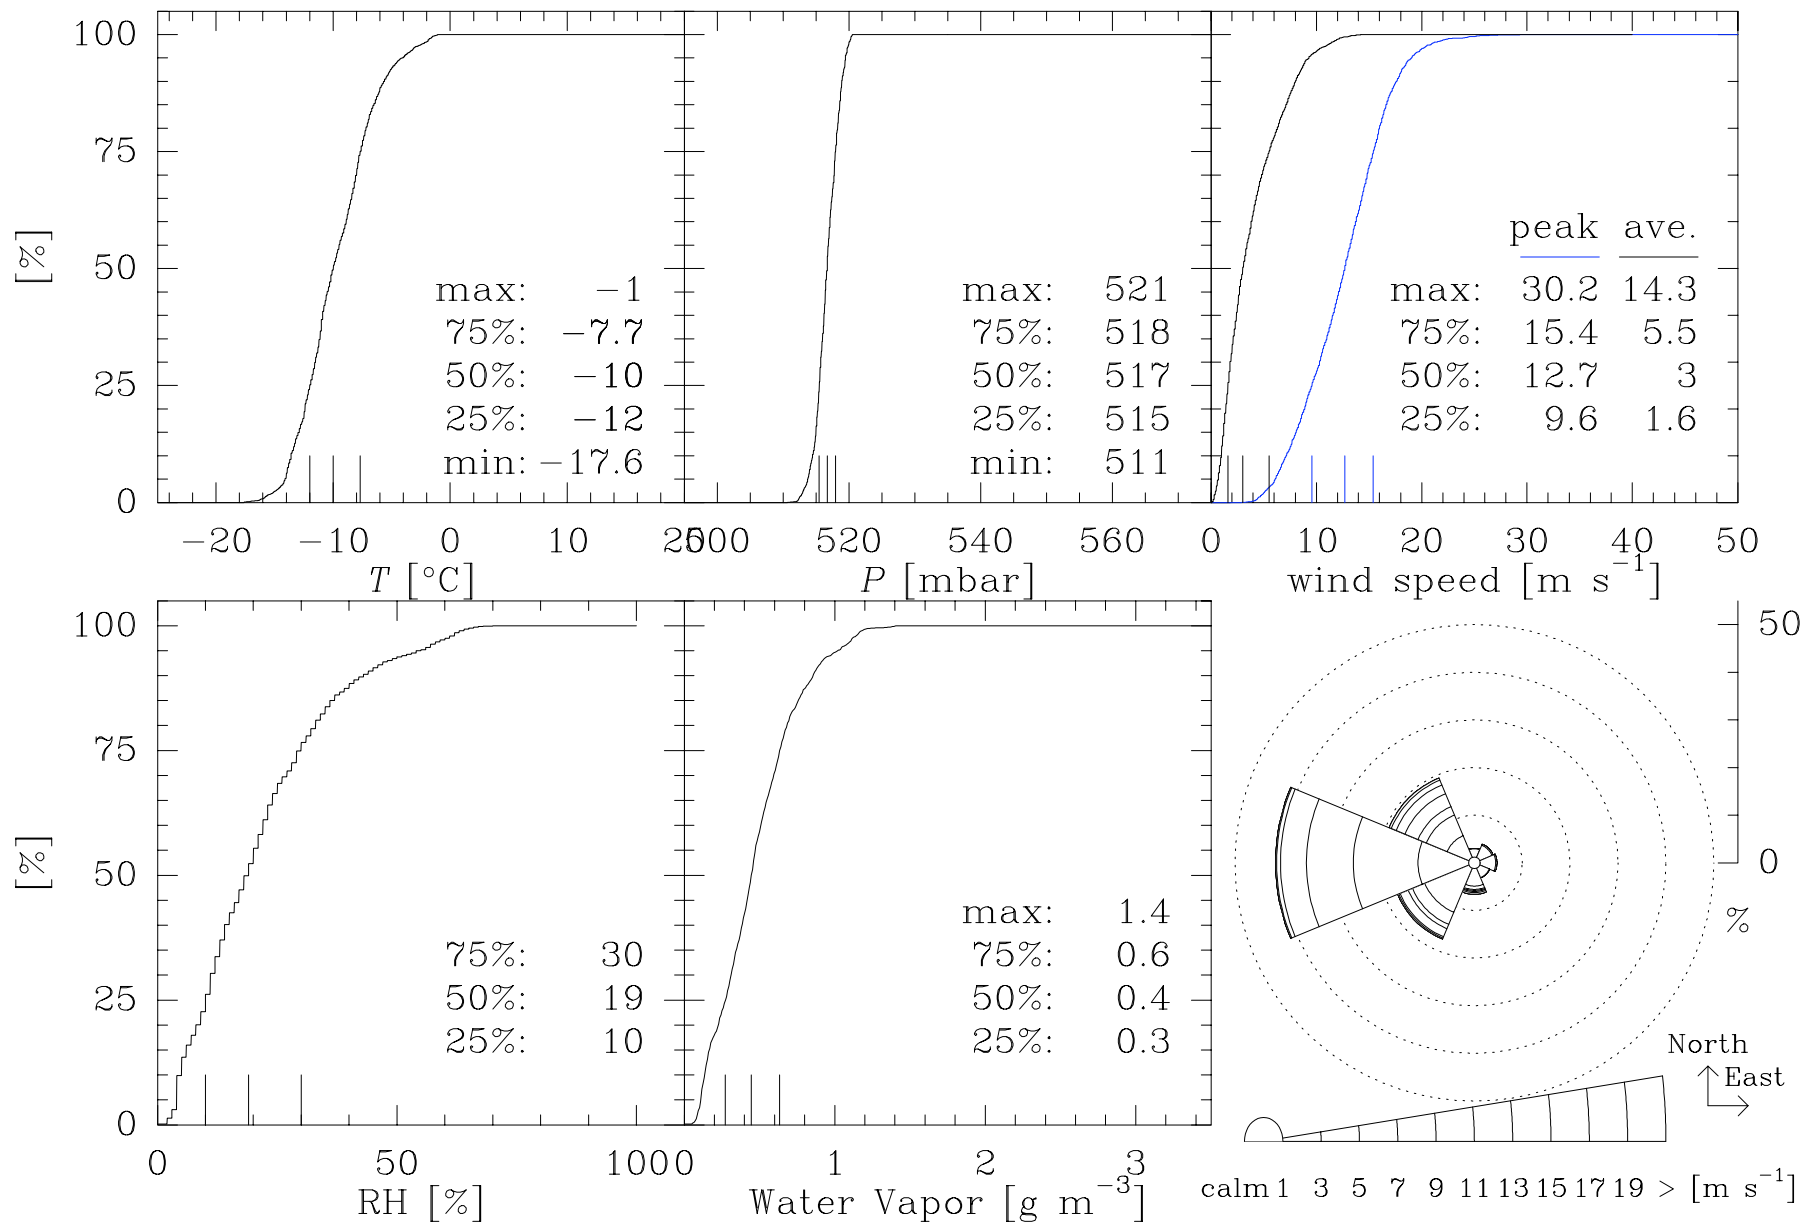 100
75
50
25
0
[%]
max: −1
75%: −7.7
50%: −10
25%: −12
min: −17.6
−20 −10 0 10 20
T [°C]
max: 521
75%: 518
50%: 517
25%: 515
min: 511
500 520 540 560
P [mbar]
peak ave.
max: 30.2 14.3
75%: 15.4 5.5
50%: 12.7 3
25%: 9.6 1.6
0 10 20 30 40 50
wind speed [m s⁻¹]
100
75
50
25
0
[%]
75%: 30
50%: 19
25%: 10
0 50 100
RH [%]
max: 1.4
75%: 0.6
50%: 0.4
25%: 0.3
0 1 2 3
Water Vapor [g m⁻³]
50
0
%
North
East
calm 1 3 5 7 9 11 13 15 17 19 > [m s⁻¹]